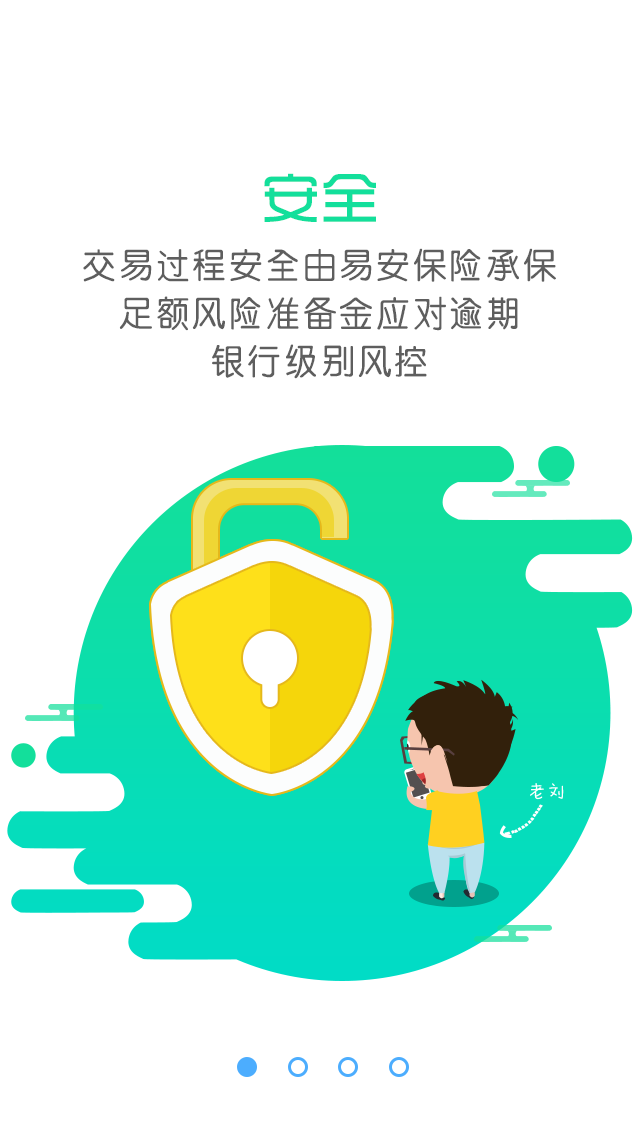 安全
交易过程安全由易安保险承保
足额风险准备金应对逾期
银行级别风控
老刘